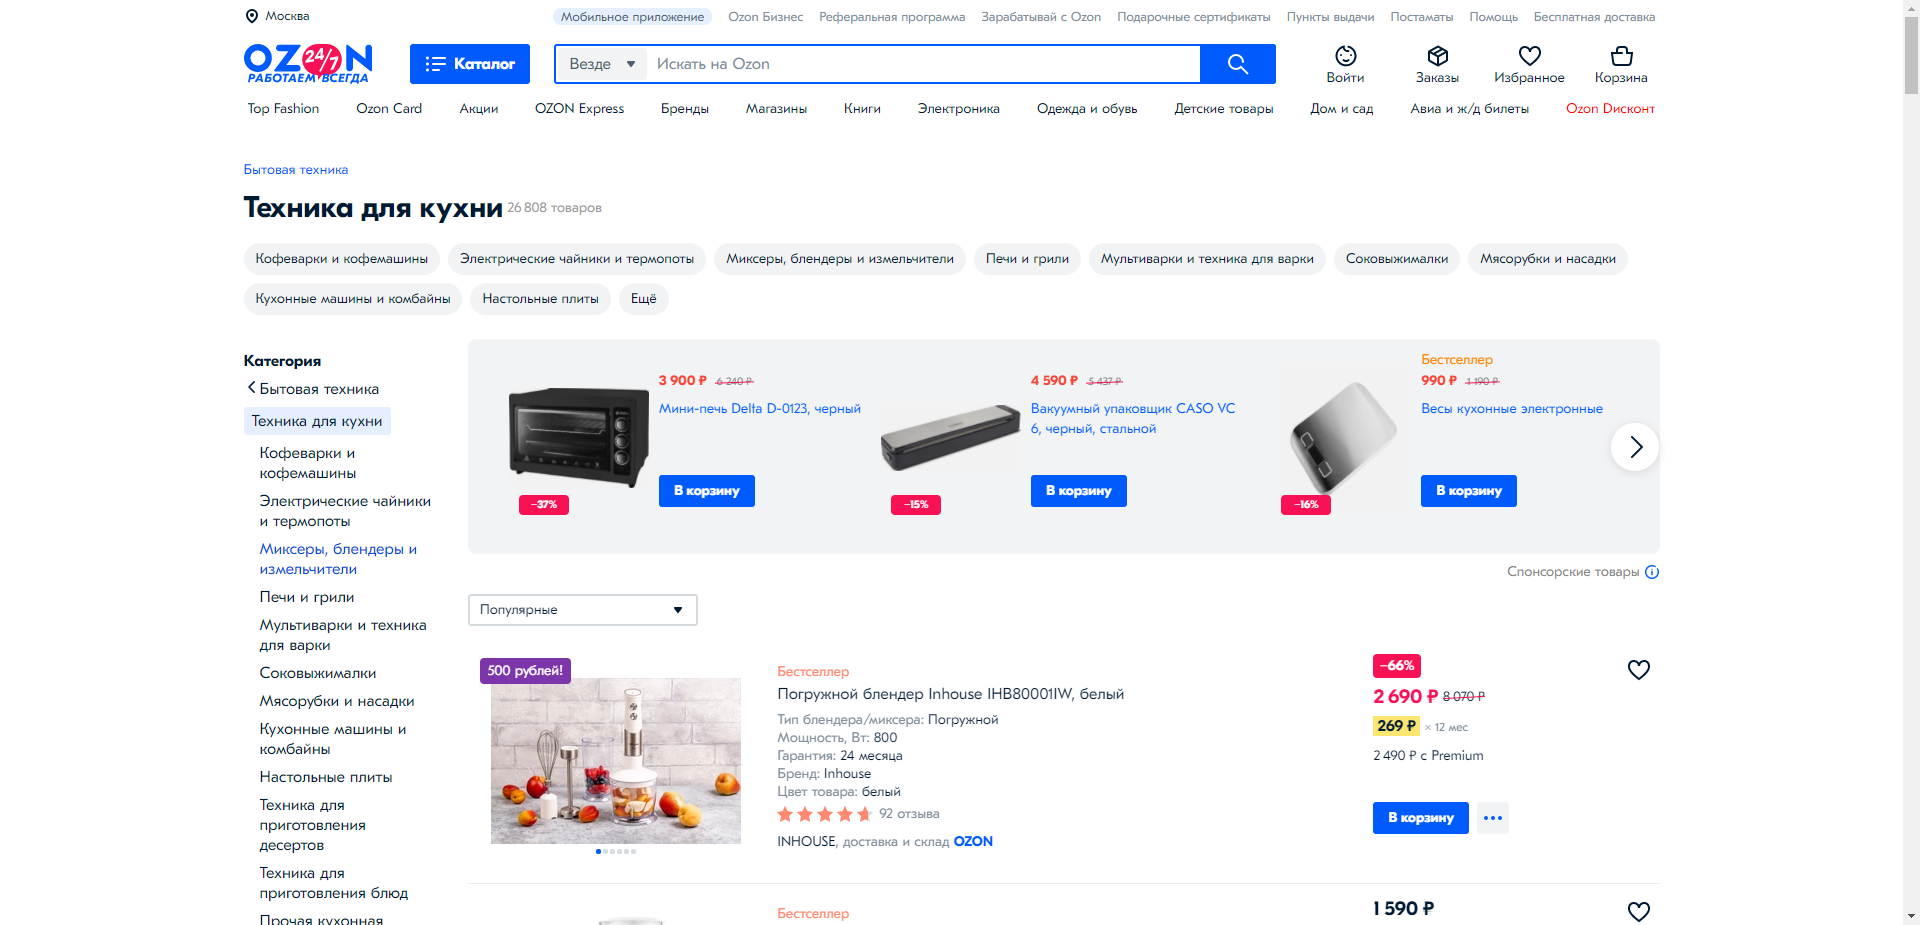 Москва
Мобильное приложение Ozon Бизнес Реферальная программа Зарабатывай с Ozon Подарочные сертификаты Пункты выдачи Постаматы Помощь Бесплатная доставка
OZON 24/7
РАБОТАЕМ ВСЕГДА
Каталог
Везде Искать на Ozon
Войти Заказы Избранное Корзина
Top Fashion Ozon Card Акции OZON Express Бренды Магазины Книги Электроника Одежда и обувь Детские товары Дом и сад Авиа и ж/д билеты Ozon Dисконт
Бытовая техника
Техника для кухни 26 808 товаров
Кофеварки и кофемашины Электрические чайники и термопоты Миксеры, блендеры и измельчители Печи и грили Мультиварки и техника для варки Соковыжималки Мясорубки и насадки
Кухонные машины и комбайны Настольные плиты Ещё
Категория
Бытовая техника
Техника для кухни
Кофеварки и
кофемашины
Электрические чайники
и термопоты
Миксеры, блендеры и
измельчители
Печи и грили
Мультиварки и техника
для варки
Соковыжималки
Мясорубки и насадки
Кухонные машины и
комбайны
Настольные плиты
Техника для
приготовления
десертов
Техника для
приготовления блюд
Прочая кухонная
3 900 ₽ 6 240 ₽
Мини-печь Delta D-0123, черный
В корзину
−37%
4 590 ₽ 5 437 ₽
Вакуумный упаковщик CASO VC
6, черный, стальной
В корзину
−15%
Бестселлер
990 ₽ 1 190 ₽
Весы кухонные электронные
В корзину
−16%
Спонсорские товары
Популярные
500 рублей!
Бестселлер
Погружной блендер Inhouse IHB80001IW, белый
Тип блендера/миксера: Погружной
Мощность, Вт: 800
Гарантия: 24 месяца
Бренд: Inhouse
Цвет товара: белый
92 отзыва
INHOUSE, доставка и склад OZON
−66%
2 690 ₽ 8 070 ₽
269 ₽ × 12 мес
2 490 ₽ с Premium
В корзину
Бестселлер
1 590 ₽